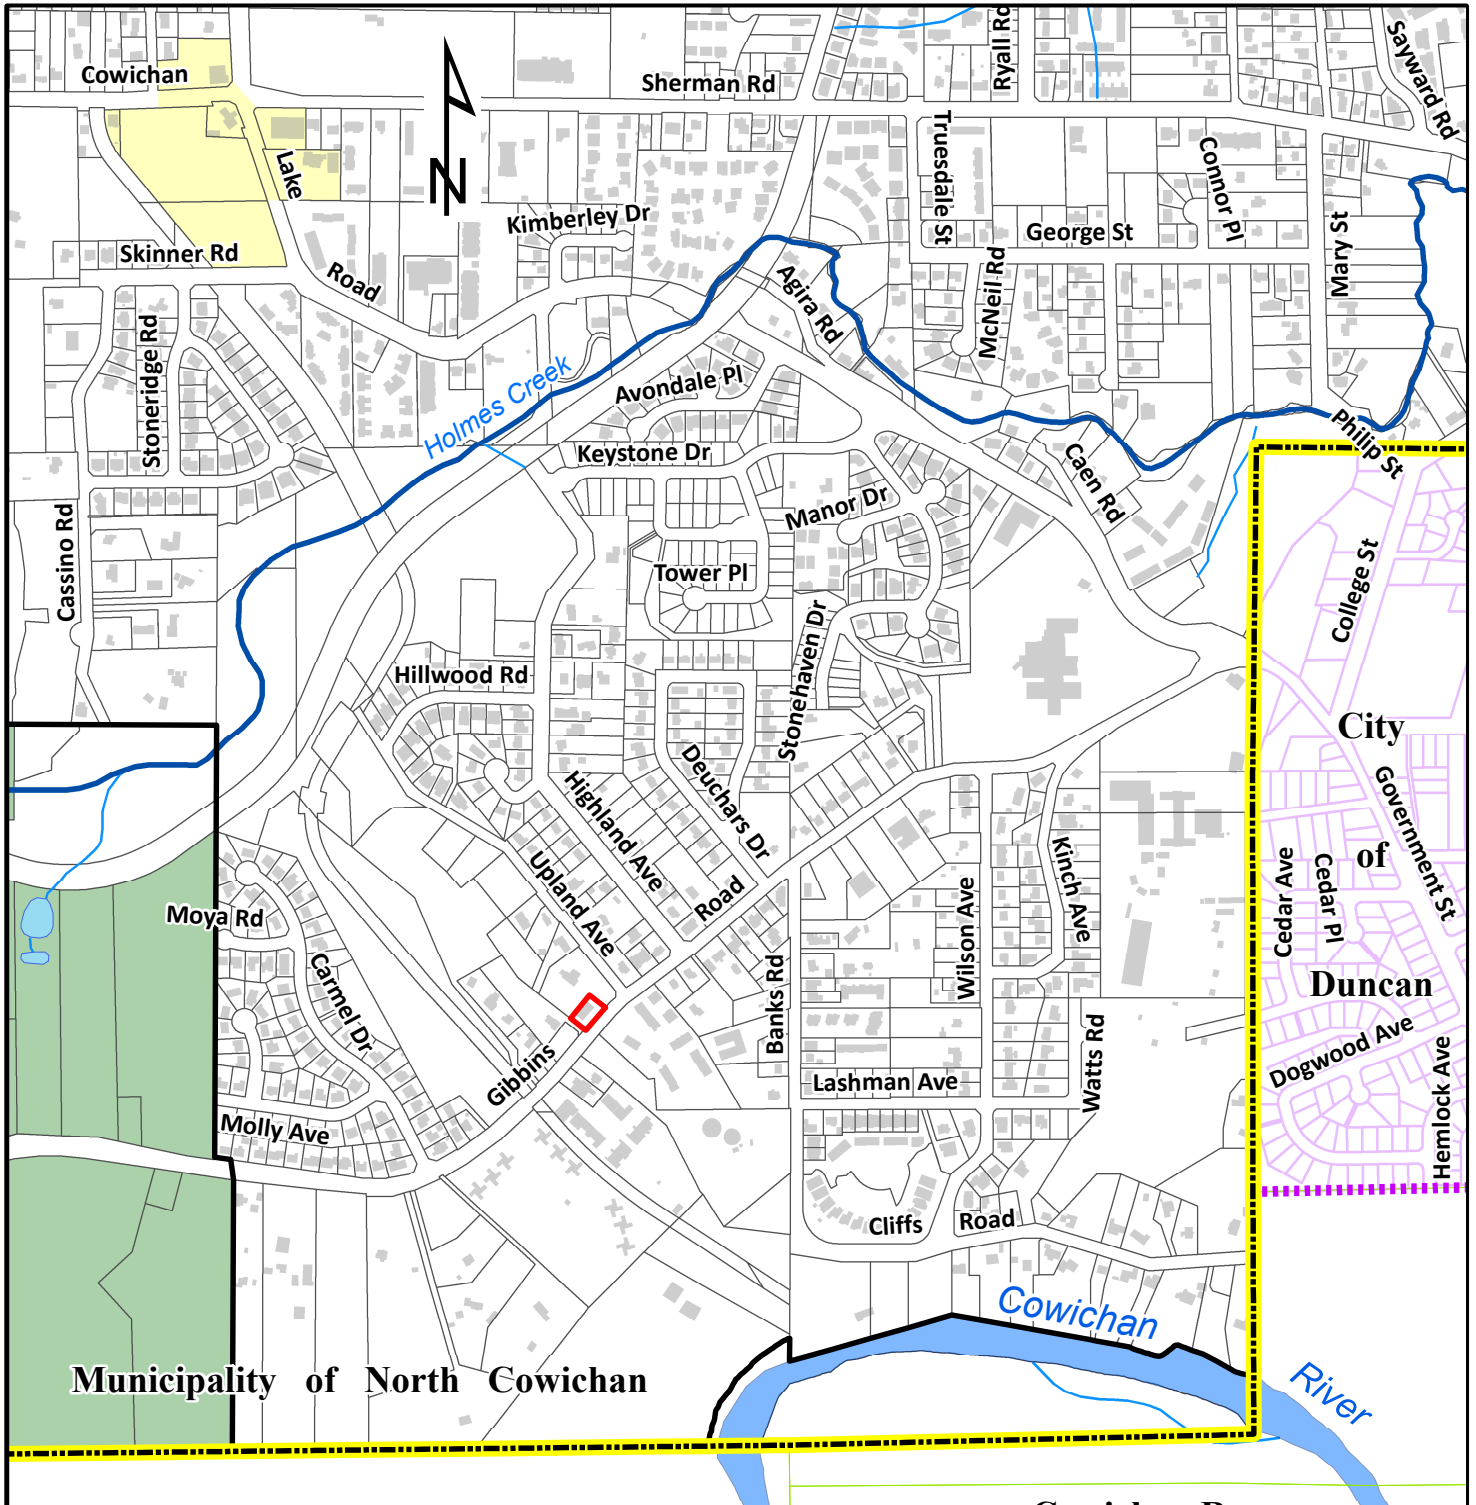 Cowichan
Sherman Rd
Ryall Rd
Sayward Rd
Lake
N
Truesdale St
Connor Pl
Kimberley Dr
George St
Mary St
Skinner Rd
Road
Agira Rd
McNeil Rd
Stoneridge Rd
Holmes Creek
Avondale Pl
Keystone Dr
Philip St
Caen Rd
Manor Dr
Cassino Rd
Tower Pl
College St
Stonehaven Dr
Hillwood Rd
City
of
Duncan
Deuchars Dr
Highland Ave
Government St
Upland Ave
Kinch Ave
Cedar Ave
Cedar Pl
Road
Moya Rd
Wilson Ave
Carmel Dr
Banks Rd
Dogwood Ave
Gibbins
Lashman Ave
Watts Rd
Hemlock Ave
Molly Ave
Cliffs
Road
Cowichan
River
Municipality of North Cowichan